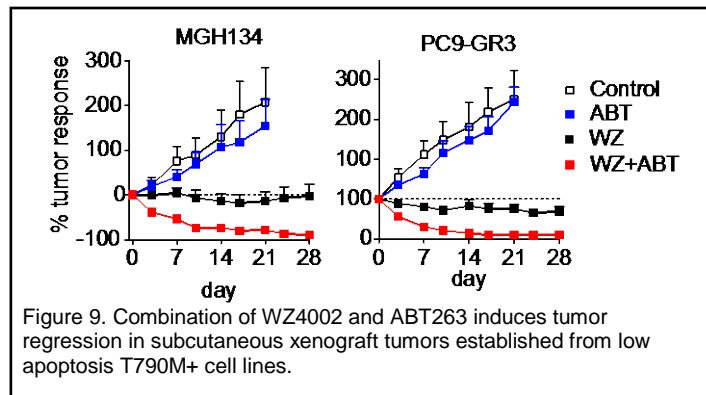 MGH134
PC9-GR3
% tumor response
300
200
100
0
-100
0 7 14 21 28
day
300
200
100
100
0
0 7 14 21 28
day
Control
ABT
WZ
WZ+ABT
Figure 9. Combination of WZ4002 and ABT263 induces tumor
regression in subcutaneous xenograft tumors established from low
apoptosis T790M+ cell lines.